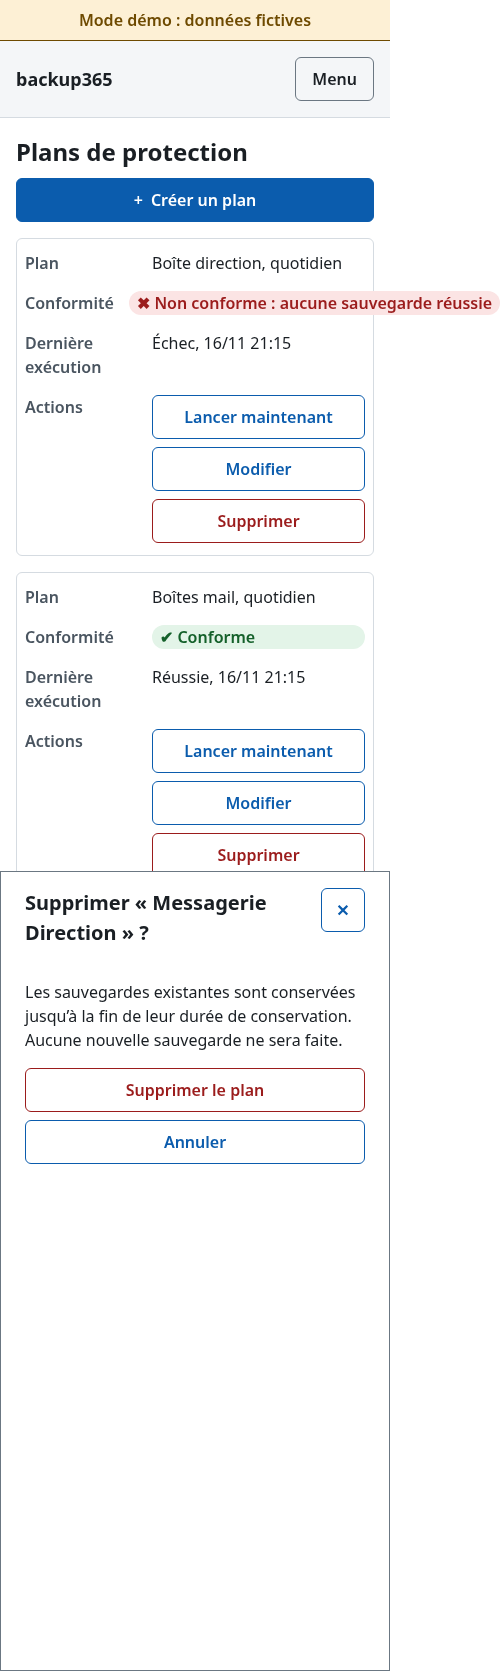 Mode démo : données fictives
backup365
Menu
Plans de protection
+ Créer un plan
Plan
Boîte direction, quotidien
Conformité
✖ Non conforme : aucune sauvegarde réussie
Dernière
exécution
Échec, 16/11 21:15
Actions
Lancer maintenant
Modifier
Supprimer
Plan
Boîtes mail, quotidien
Conformité
✔ Conforme
Dernière
exécution
Réussie, 16/11 21:15
Actions
Lancer maintenant
Modifier
Supprimer
Supprimer « Messagerie
Direction » ?
×
Les sauvegardes existantes sont conservées
jusqu’à la fin de leur durée de conservation.
Aucune nouvelle sauvegarde ne sera faite.
Supprimer le plan
Annuler